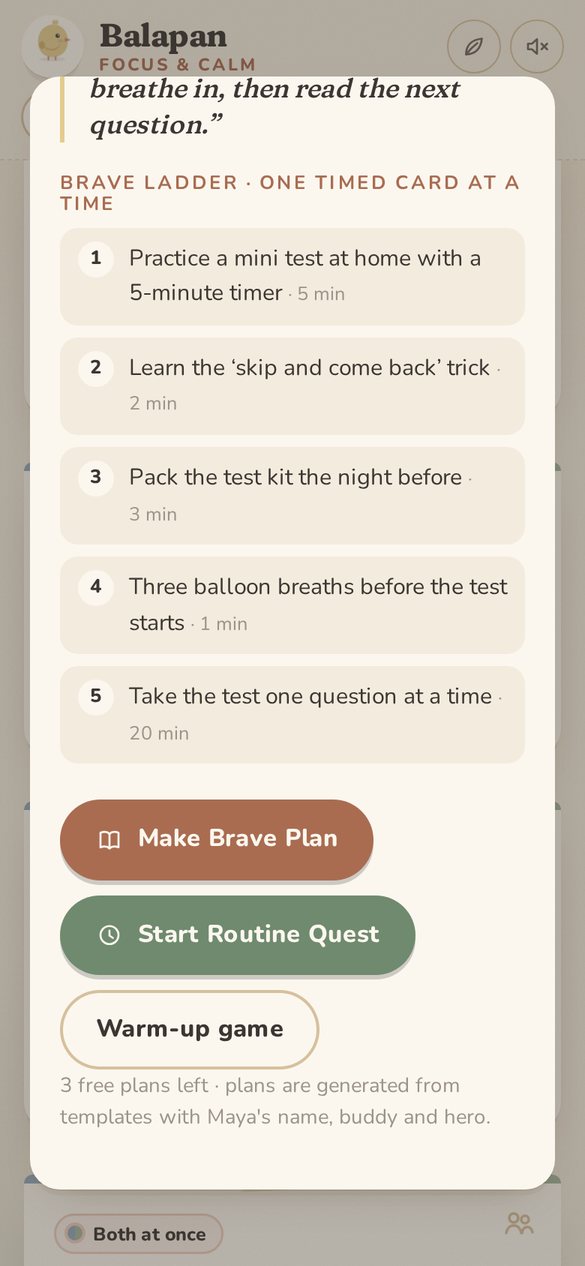 Balapan
FOCUS & CALM
breathe in, then read the next
question.”
BRAVE LADDER · ONE TIMED CARD AT A
TIME
1 Practice a mini test at home with a
5-minute timer · 5 min
2 Learn the ‘skip and come back’ trick ·
2 min
3 Pack the test kit the night before ·
3 min
4 Three balloon breaths before the test
starts · 1 min
5 Take the test one question at a time ·
20 min
Make Brave Plan
Start Routine Quest
Warm-up game
3 free plans left · plans are generated from
templates with Maya's name, buddy and hero.
Both at once